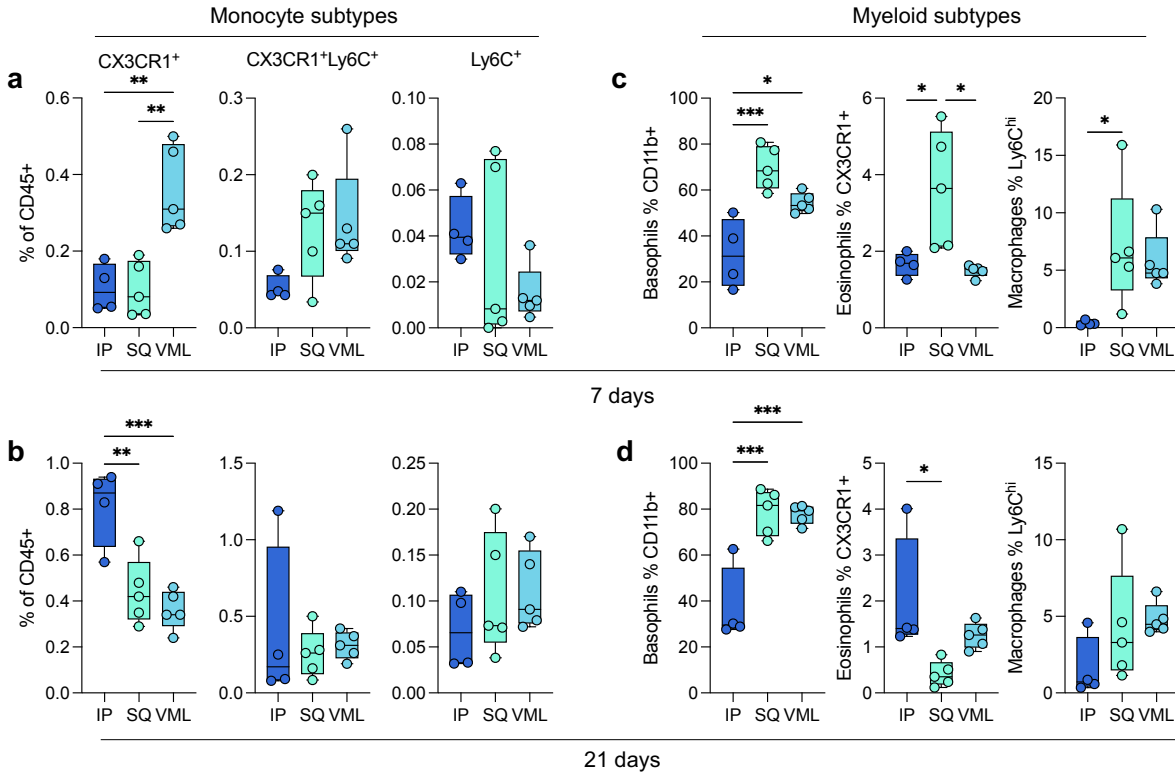 Monocyte subtypes
Myeloid subtypes
CX3CR1+
CX3CR1+Ly6C+
Ly6C+
a
**
**
% of CD45+
0.6
0.4
0.2
0.0
IP SQ VML
0.3
0.2
0.1
0.0
IP SQ VML
0.10
0.08
0.06
0.04
0.02
0.00
IP SQ VML
c
*
***
Basophils % CD11b+
100
80
60
40
20
0
IP SQ VML
*
*
Eosinophils % CX3CR1+
6
4
2
0
IP SQ VML
*
Macrophages % Ly6Chi
20
15
10
5
0
IP SQ VML
7 days
b
***
**
% of CD45+
1.0
0.8
0.6
0.4
0.2
0.0
IP SQ VML
1.5
1.0
0.5
0.0
IP SQ VML
0.25
0.20
0.15
0.10
0.05
0.00
IP SQ VML
d
***
***
Basophils % CD11b+
100
80
60
40
20
0
IP SQ VML
*
Eosinophils % CX3CR1+
5
4
3
2
1
0
IP SQ VML
Macrophages % Ly6Chi
15
10
5
0
IP SQ VML
21 days